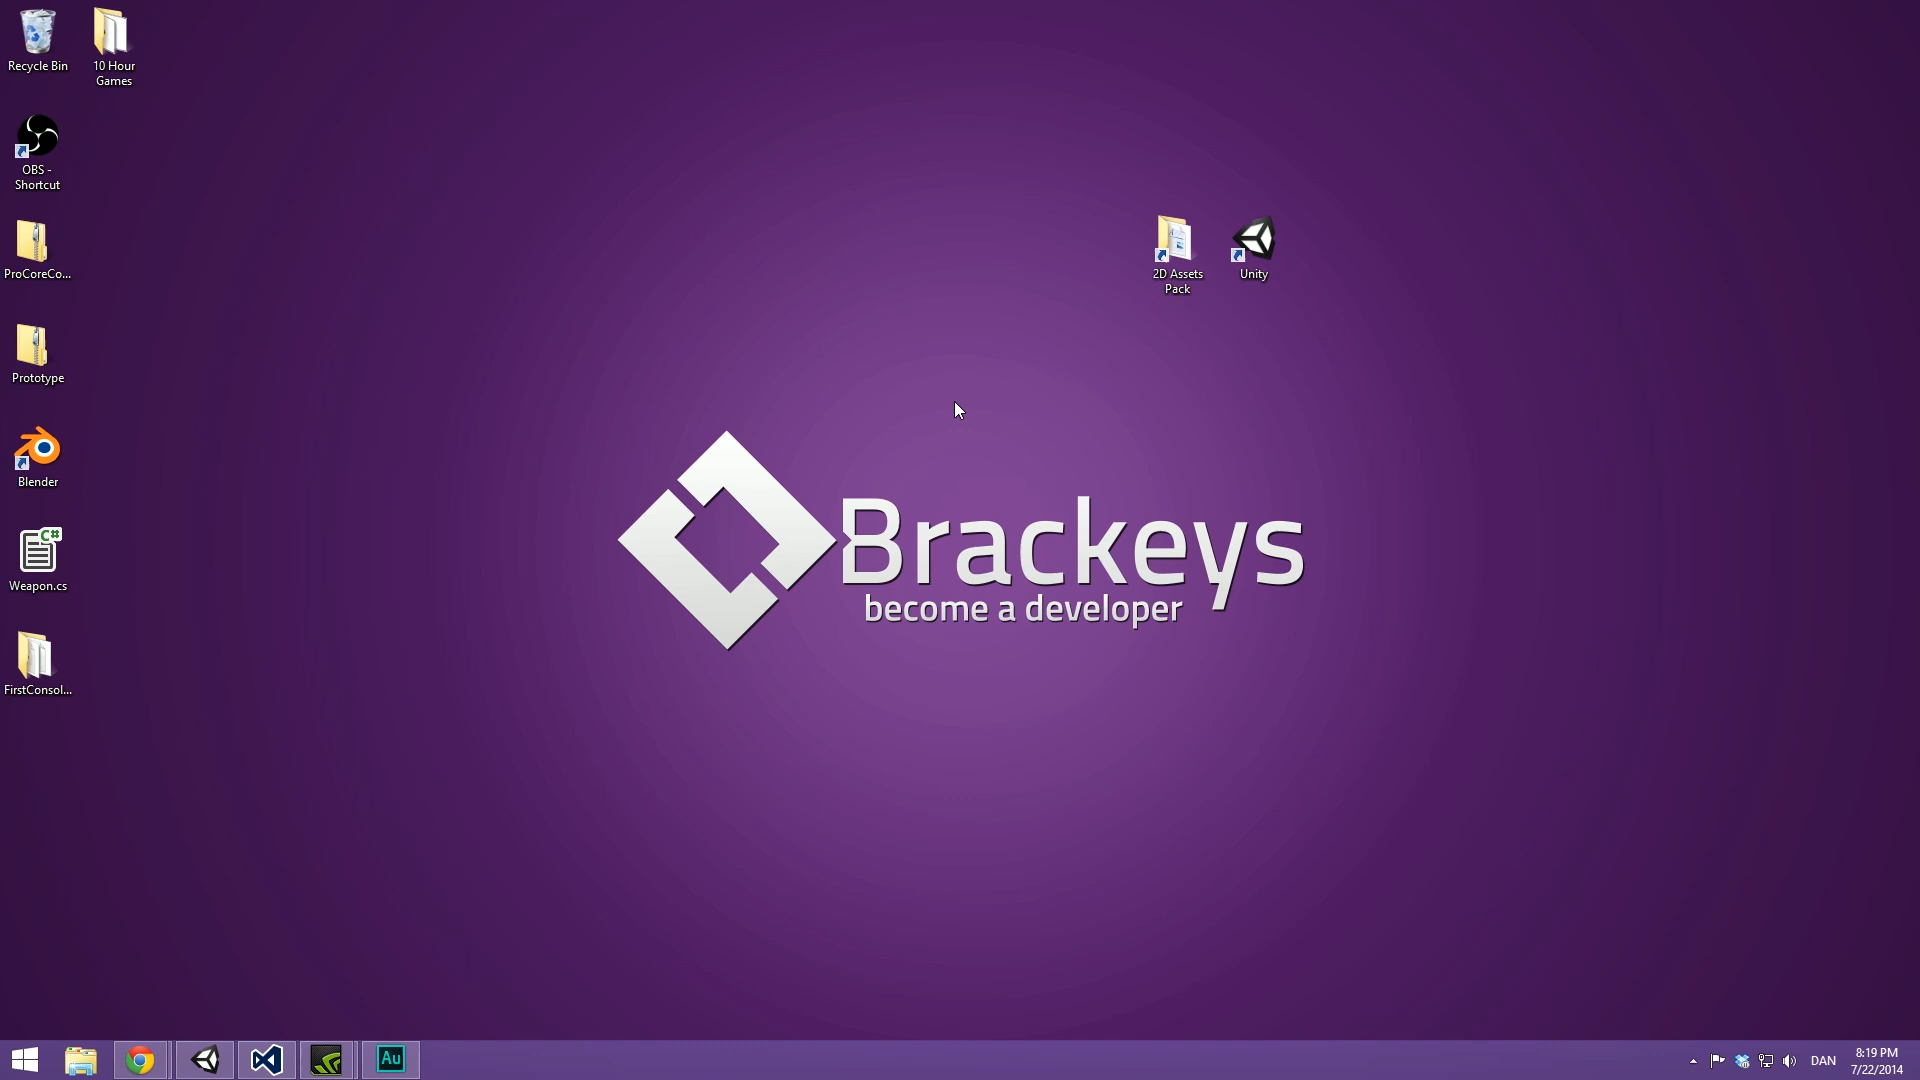 Recycle Bin
10 Hour
Games
OBS -
Shortcut
ProCoreCo...
Prototype
Blender
C#
Weapon.cs
FirstConsol...
2D Assets
Pack
Unity
Brackeys
become a developer
Au
DAN
8:19 PM
7/22/2014